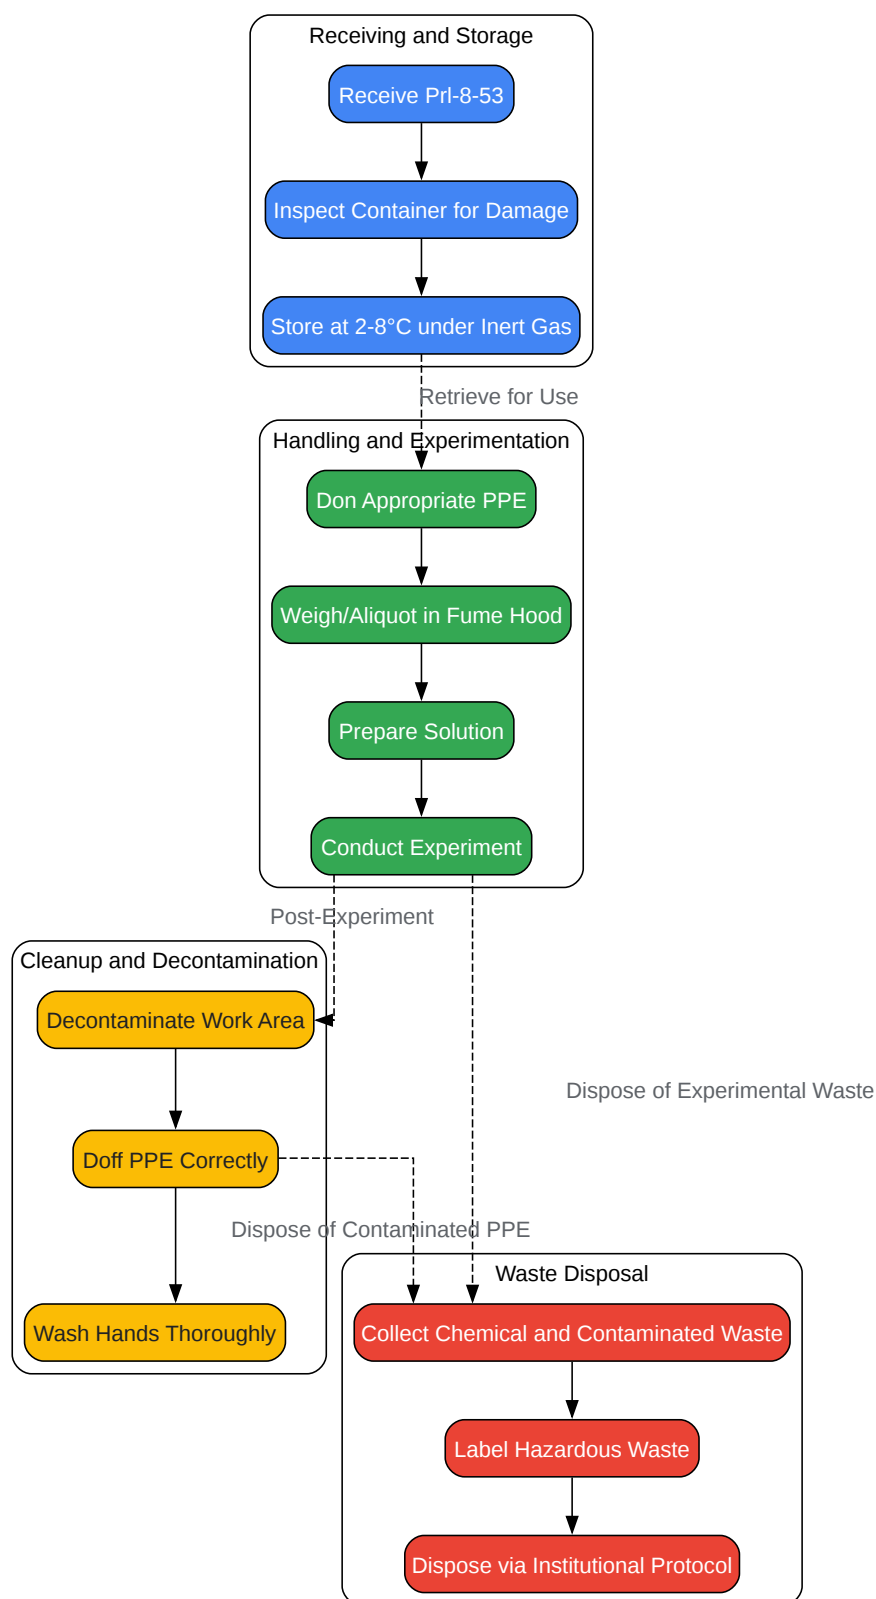 Receiving and Storage
Receive Prl-8-53
Inspect Container for Damage
Store at 2-8°C under Inert Gas
Retrieve for Use
Handling and Experimentation
Don Appropriate PPE
Weigh/Aliquot in Fume Hood
Prepare Solution
Conduct Experiment
Post-Experiment
Cleanup and Decontamination
Decontaminate Work Area
Dispose of Experimental Waste
Doff PPE Correctly
Dispose of Contaminated PPE
Waste Disposal
Wash Hands Thoroughly
Collect Chemical and Contaminated Waste
Label Hazardous Waste
Dispose via Institutional Protocol